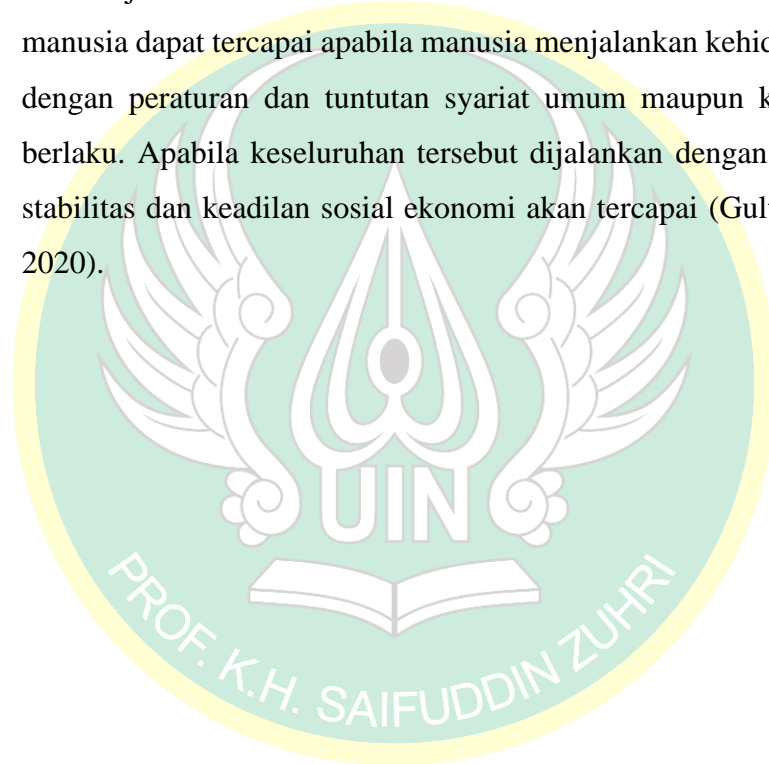 manusia dapat tercapai apabila manusia menjalankan
dengan peraturan dan tuntutan syariat umum maupun
berlaku. Apabila keseluruhan tersebut dijalankan dengan
stabilitas dan keadilan sosial ekonomi akan tercapai
2020).
UIN
PROF. K.H. SAIFUDDIN ZUHRI